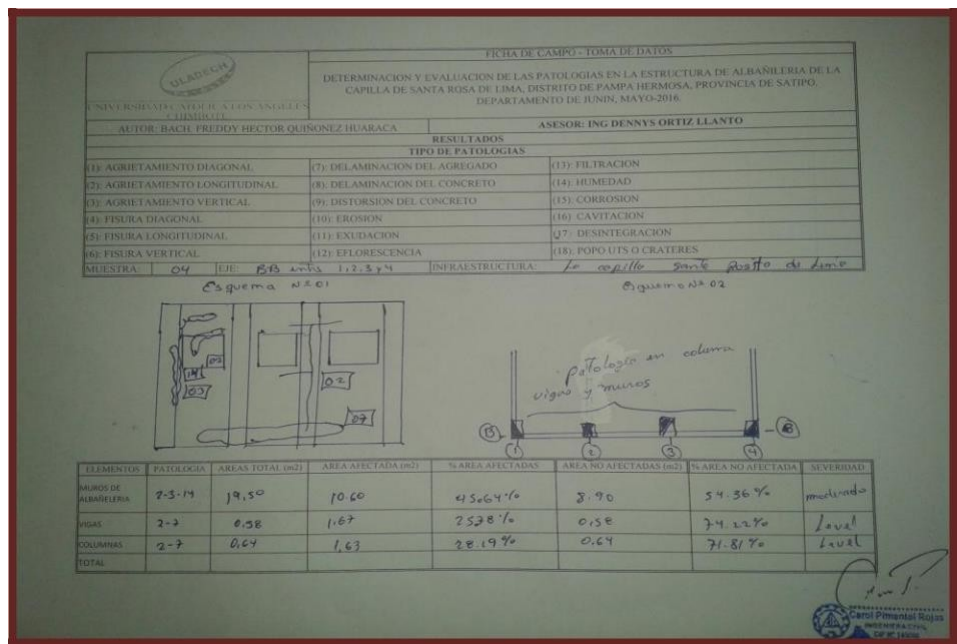 FICHA DE CAMPO - TOMA DE DATOS
ULADECH
UNIVERSIDAD CATOLICA LOS ANGELES
CHIMBOTE
DETERMINACION Y EVALUACION DE LAS PATOLOGIAS EN LA ESTRUCTURA DE ALBAÑILERIA DE LA
CAPILLA DE SANTA ROSA DE LIMA, DISTRITO DE PAMPA HERMOSA, PROVINCIA DE SATIPO,
DEPARTAMENTO DE JUNIN, MAYO-2016.
AUTOR: BACH. FREDDY HECTOR QUIÑONEZ HUARACA ASESOR: ING DENNYS ORTIZ LLANTO
RESULTADOS
TIPO DE PATOLOGIAS
(1): AGRIETAMIENTO DIAGONAL (7): DELAMINACION DEL AGREGADO (13): FILTRACION
(2): AGRIETAMIENTO LONGITUDINAL (8): DELAMINACION DEL CONCRETO (14): HUMEDAD
(3): AGRIETAMIENTO VERTICAL (9): DISTORSION DEL CONCRETO (15): CORROSION
(4): FISURA DIAGONAL (10): EROSION (16) CAVITACION
(5): FISURA LONGITUDINAL (11): EXUDACION (17: DESINTEGRACION
(6): FISURA VERTICAL (12): EFLORESCENCIA (18): POPO UTS O CRATERES
MUESTRA: 04 EJE: BB entre 1,2,3 y 4 INFRAESTRUCTURA: La capilla Santa de Lima
Esquema Nº 01 Esquema Nº 02
14
03
02
07
patologia en columna
vigas y muros
B B
1 2 3 4
ELEMENTOS PATOLOGIA AREAS TOTAL (m2) AREA AFECTADA (m2) % AREA AFECTADAS AREA NO AFECTADAS (m2) % AREA NO AFECTADA SEVERIDAD
MUROS DE
ALBAÑELERIA 2-3-14 19.50 10.60 45.64% 8.90 54.36% moderado
VIGAS 2-7 0.58 1.67 2578% 0.58 74.22% Level
COLUMNAS 2-7 0.64 1,63 28.19% 0.64 71.81% Level
TOTAL
Carol Pimentel Rojas
INGENIERA CIVIL